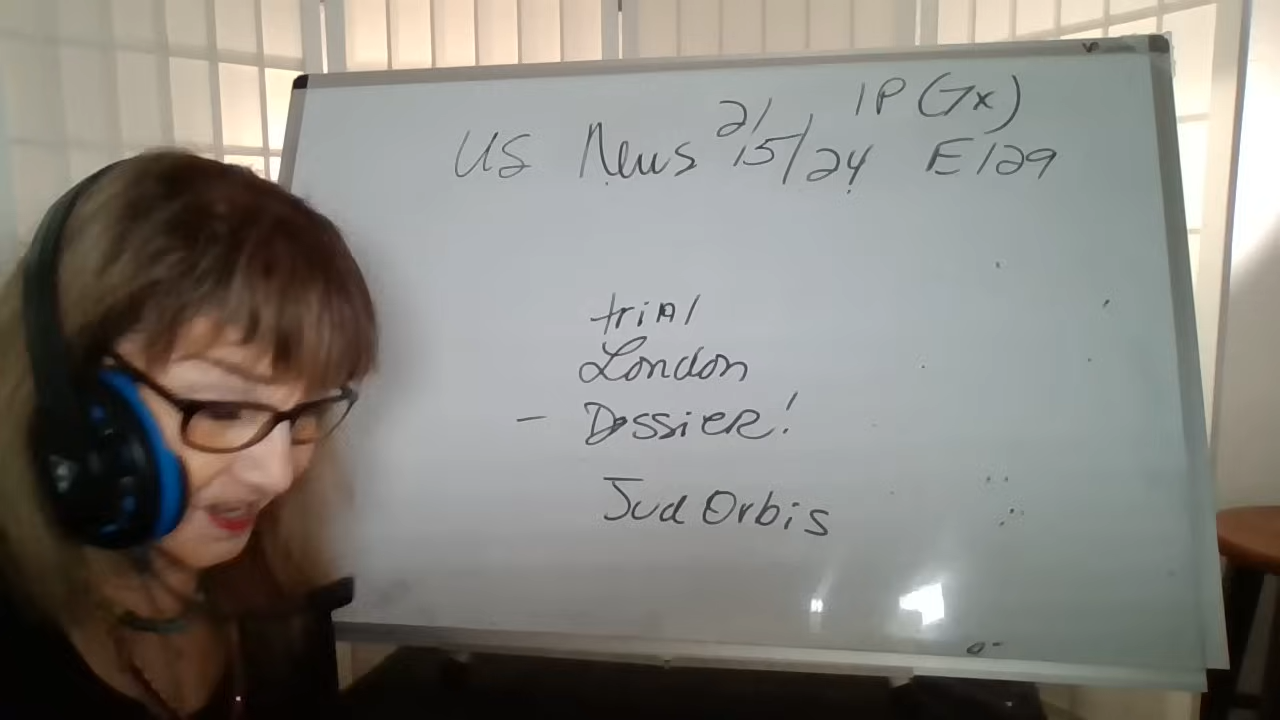 1P (7x)
US News 2/15/24 E129
trial
London
- Dossier!
Jud Orbis